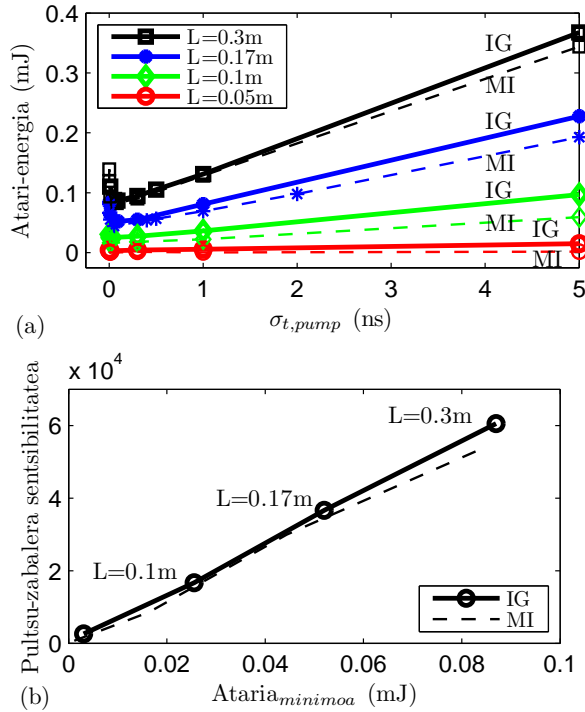 0.4
0.3
0.2
0.1
0
Atari-energia (mJ)
L=0.3m
L=0.17m
L=0.1m
L=0.05m
IG
MI
IG
MI
IG
MI
IG
MI
0 1 2 3 4 5
(a)
σt,pump (ns)
x 10^4
6
4
2
0
Pultsu-zabalera sentsibilitatea
L=0.3m
L=0.17m
L=0.1m
IG
MI
0 0.02 0.04 0.06 0.08 0.1
(b)
Ataria_minimoa (mJ)